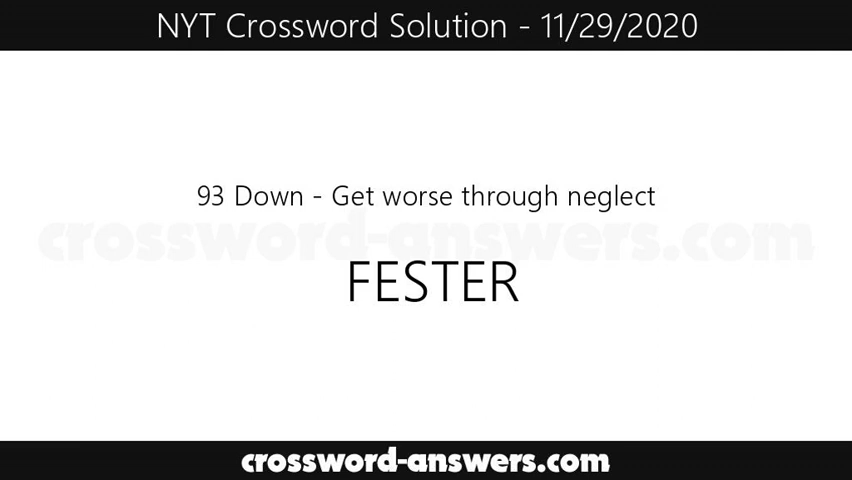 NYT Crossword Solution - 11/29/2020
93 Down - Get worse through neglect
crossword-answers.com
FESTER
crossword-answers.com